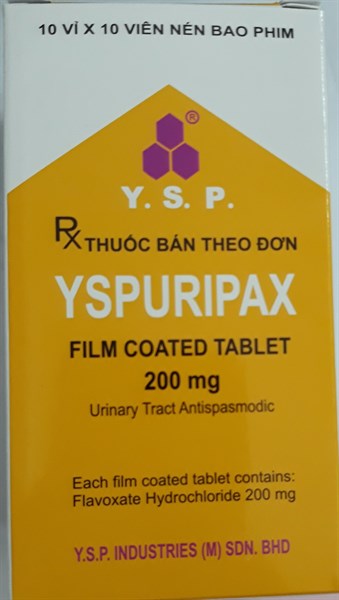 10 VỈ X 10 VIÊN NÉN BAO PHIM
®
Y. S. P.
Rx THUỐC BÁN THEO ĐƠN
YSPURIPAX
FILM COATED TABLET
200 mg
Urinary Tract Antispasmodic
Each film coated tablet contains:
Flavoxate Hydrochloride 200 mg
Y.S.P. INDUSTRIES (M) SDN. BHD